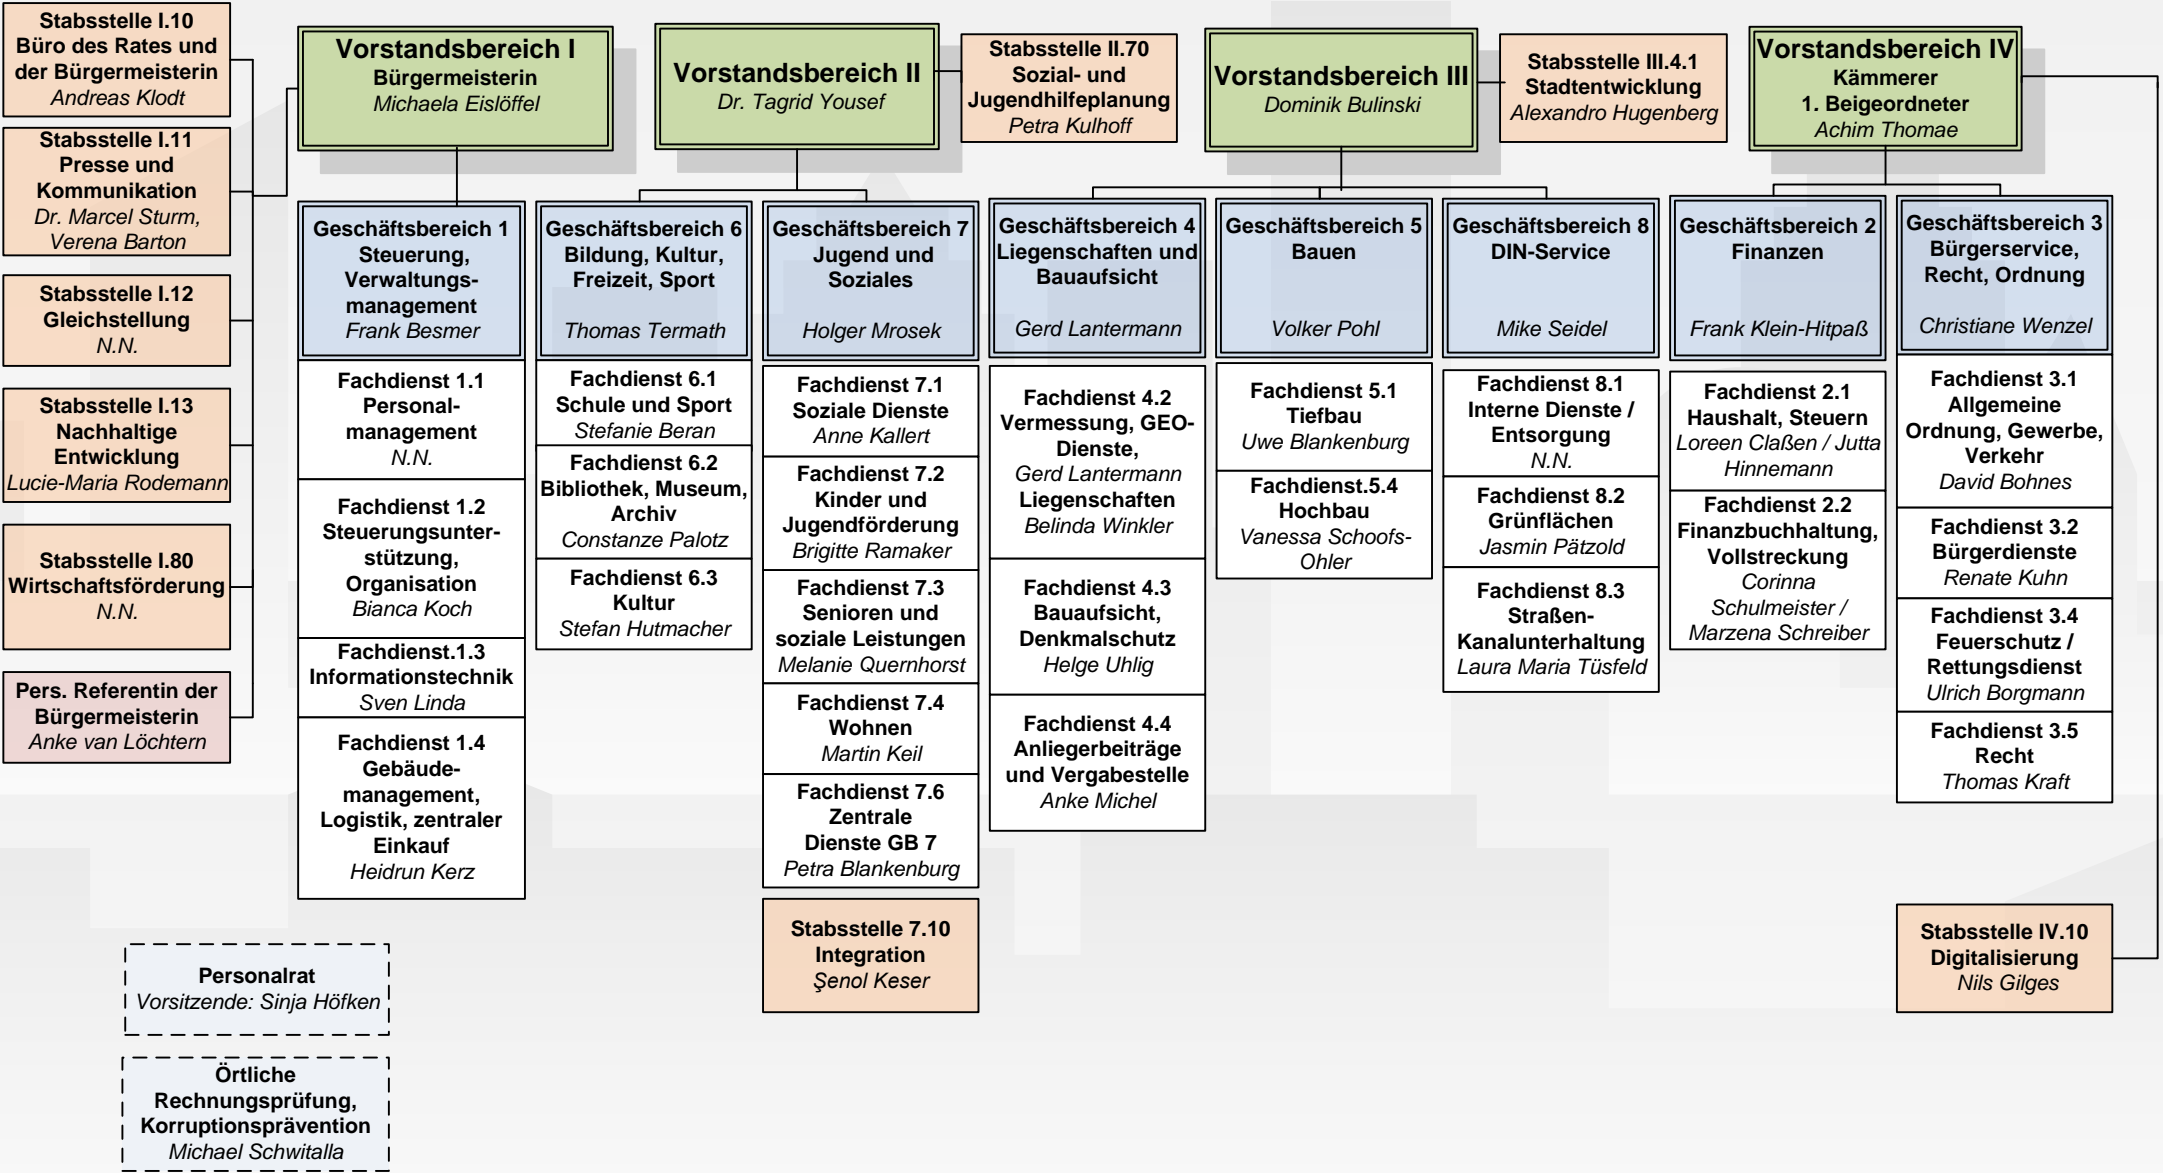 Stabsstelle I.10
Büro des Rates und
der Bürgermeisterin
Andreas Klodt
Stabsstelle I.11
Presse und
Kommunikation
Dr. Marcel Sturm,
Verena Barton
Stabsstelle I.12
Gleichstellung
N.N.
Stabsstelle I.13
Nachhaltige
Entwicklung
Lucie-Maria Rodemann
Stabsstelle I.80
Wirtschaftsförderung
N.N.
Pers. Referentin der
Bürgermeisterin
Anke van Löchtern
Vorstandsbereich I
Bürgermeisterin
Michaela Eislöffel
Geschäftsbereich 1
Steuerung,
Verwaltungs-
management
Frank Besmer
Fachdienst 1.1
Personal-
management
N.N.
Fachdienst 1.2
Steuerungsunter-
stützung,
Organisation
Bianca Koch
Fachdienst.1.3
Informationstechnik
Sven Linda
Fachdienst 1.4
Gebäude-
management,
Logistik, zentraler
Einkauf
Heidrun Kerz
Vorstandsbereich II
Dr. Tagrid Yousef
Stabsstelle II.70
Sozial- und
Jugendhilfeplanung
Petra Kulhoff
Geschäftsbereich 6
Bildung, Kultur,
Freizeit, Sport
Thomas Termath
Fachdienst 6.1
Schule und Sport
Stefanie Beran
Fachdienst 6.2
Bibliothek, Museum,
Archiv
Constanze Palotz
Fachdienst 6.3
Kultur
Stefan Hutmacher
Geschäftsbereich 7
Jugend und
Soziales
Holger Mrosek
Fachdienst 7.1
Soziale Dienste
Anne Kallert
Fachdienst 7.2
Kinder und
Jugendförderung
Brigitte Ramaker
Fachdienst 7.3
Senioren und
soziale Leistungen
Melanie Quernhorst
Fachdienst 7.4
Wohnen
Martin Keil
Fachdienst 7.6
Zentrale
Dienste GB 7
Petra Blankenburg
Stabsstelle 7.10
Integration
Şenol Keser
Vorstandsbereich III
Dominik Bulinski
Stabsstelle III.4.1
Stadtentwicklung
Alexandro Hugenberg
Geschäftsbereich 4
Liegenschaften und
Bauaufsicht
Gerd Lantermann
Fachdienst 4.2
Vermessung, GEO-
Dienste,
Gerd Lantermann
Liegenschaften
Belinda Winkler
Fachdienst 4.3
Bauaufsicht,
Denkmalschutz
Helge Uhlig
Fachdienst 4.4
Anliegerbeiträge
und Vergabestelle
Anke Michel
Geschäftsbereich 5
Bauen
Volker Pohl
Fachdienst 5.1
Tiefbau
Uwe Blankenburg
Fachdienst.5.4
Hochbau
Vanessa Schoofs-
Ohler
Geschäftsbereich 8
DIN-Service
Mike Seidel
Fachdienst 8.1
Interne Dienste /
Entsorgung
N.N.
Fachdienst 8.2
Grünflächen
Jasmin Pätzold
Fachdienst 8.3
Straßen-
Kanalunterhaltung
Laura Maria Tüsfeld
Vorstandsbereich IV
Kämmerer
1. Beigeordneter
Achim Thomae
Geschäftsbereich 2
Finanzen
Frank Klein-Hitpaß
Fachdienst 2.1
Haushalt, Steuern
Loreen Claßen / Jutta
Hinnemann
Fachdienst 2.2
Finanzbuchhaltung,
Vollstreckung
Corinna
Schulmeister /
Marzena Schreiber
Geschäftsbereich 3
Bürgerservice,
Recht, Ordnung
Christiane Wenzel
Fachdienst 3.1
Allgemeine
Ordnung, Gewerbe,
Verkehr
David Bohnes
Fachdienst 3.2
Bürgerdienste
Renate Kuhn
Fachdienst 3.4
Feuerschutz /
Rettungsdienst
Ulrich Borgmann
Fachdienst 3.5
Recht
Thomas Kraft
Stabsstelle IV.10
Digitalisierung
Nils Gilges
Personalrat
Vorsitzende: Sinja Höfken
Örtliche
Rechnungsprüfung,
Korruptionsprävention
Michael Schwitalla